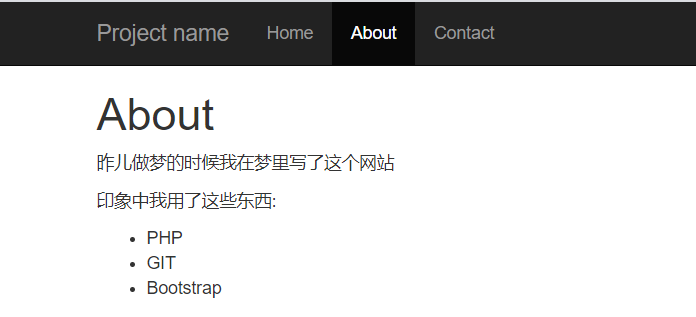 Project name Home About Contact
About
昨儿做梦的时候我在梦里写了这个网站
印象中我用了这些东西:
PHP
GIT
Bootstrap